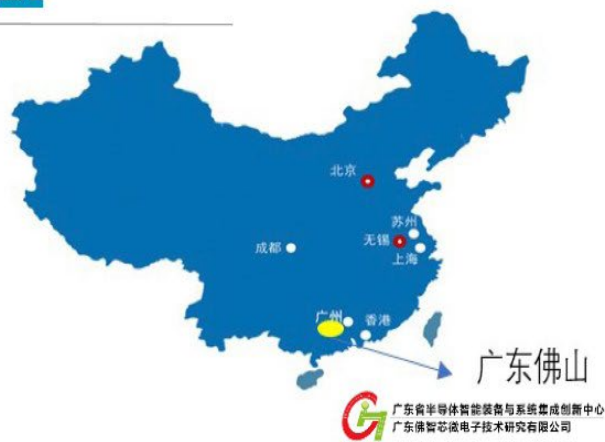 北京
苏州
无锡
上海
成都
广州
香港
广东佛山
广东省半导体智能装备与系统集成创新中心
广东佛智芯微电子技术研究有限公司